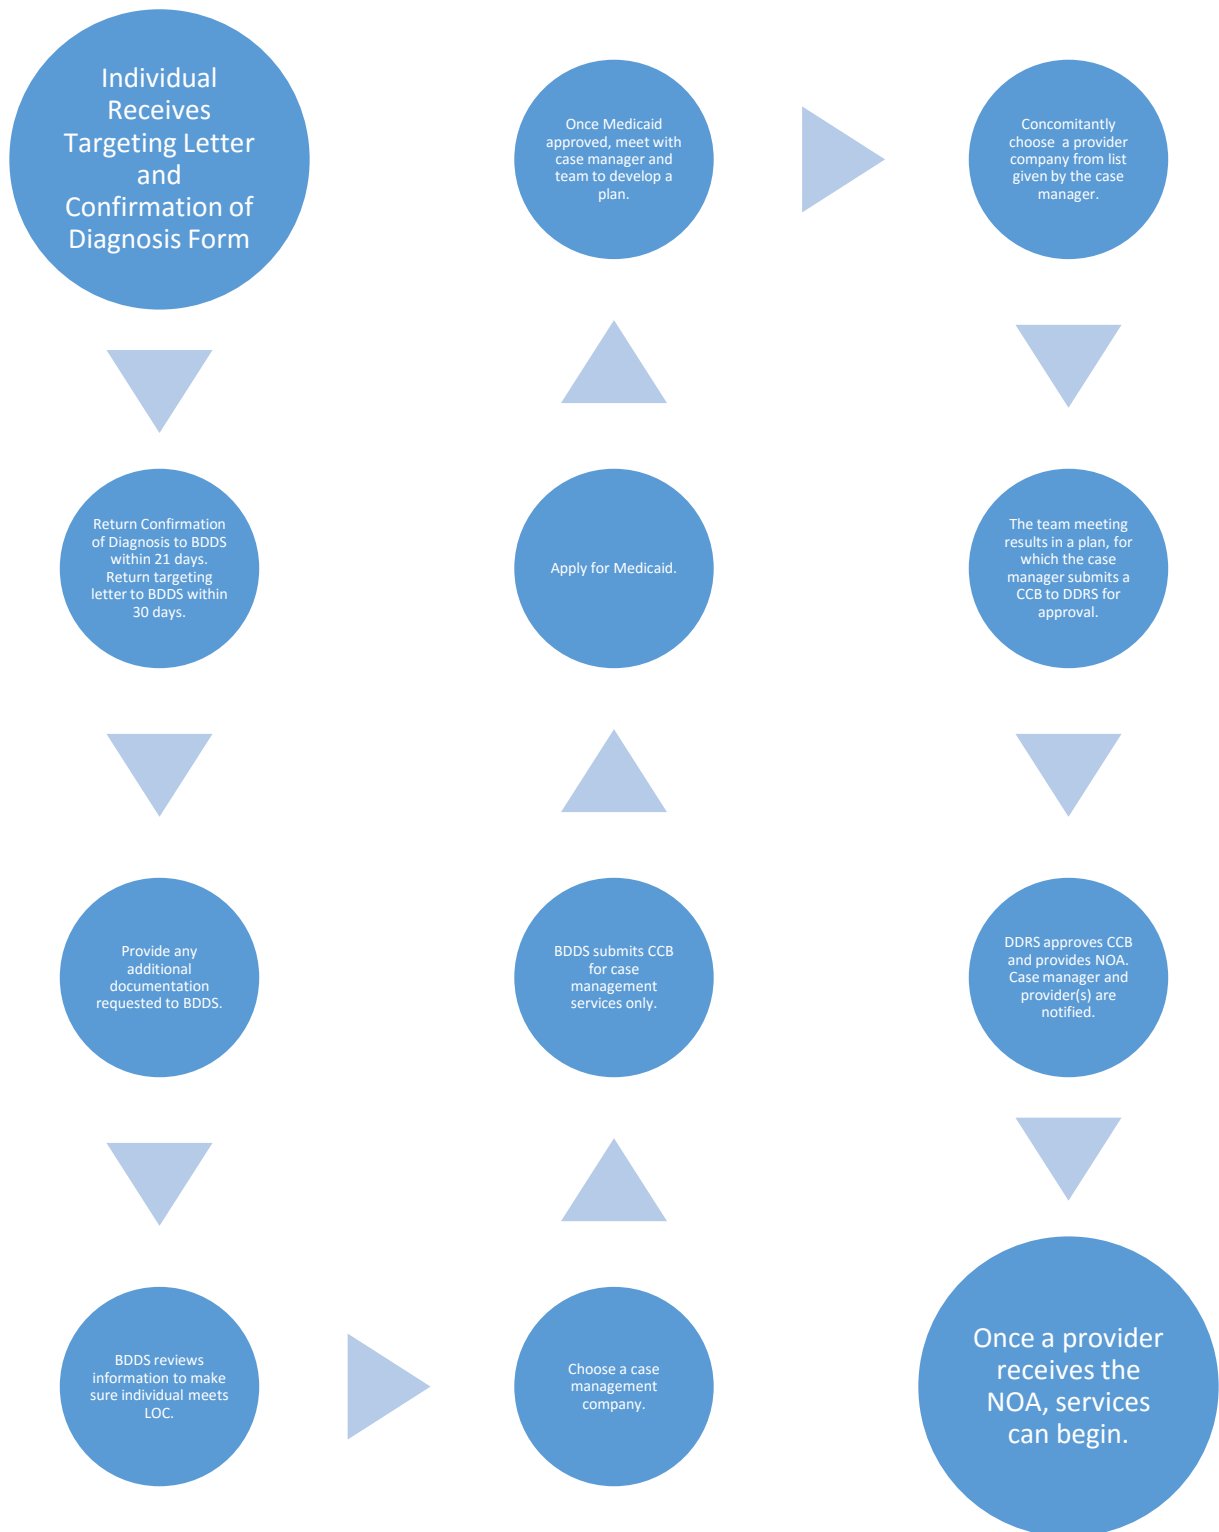 Individual
Receives
Targeting Letter
and
Confirmation of
Diagnosis Form
Return Confirmation
of Diagnosis to BDDS
within 21 days.
Return targeting
letter to BDDS within
30 days.
Provide any
additional
documentation
requested to BDDS.
BDDS reviews
information to make
sure individual meets
LOC.
Choose a case
management
company.
BDDS submits CCB
for case
management
services only.
Apply for Medicaid.
Once Medicaid
approved, meet with
case manager and
team to develop a
plan.
Concomitantly
choose a provider
company from list
given by the case
manager.
The team meeting
results in a plan, for
which the case
manager submits a
CCB to DDRS for
approval.
DDRS approves CCB
and provides NOA.
Case manager and
provider(s) are
notified.
Once a provider
receives the
NOA, services
can begin.